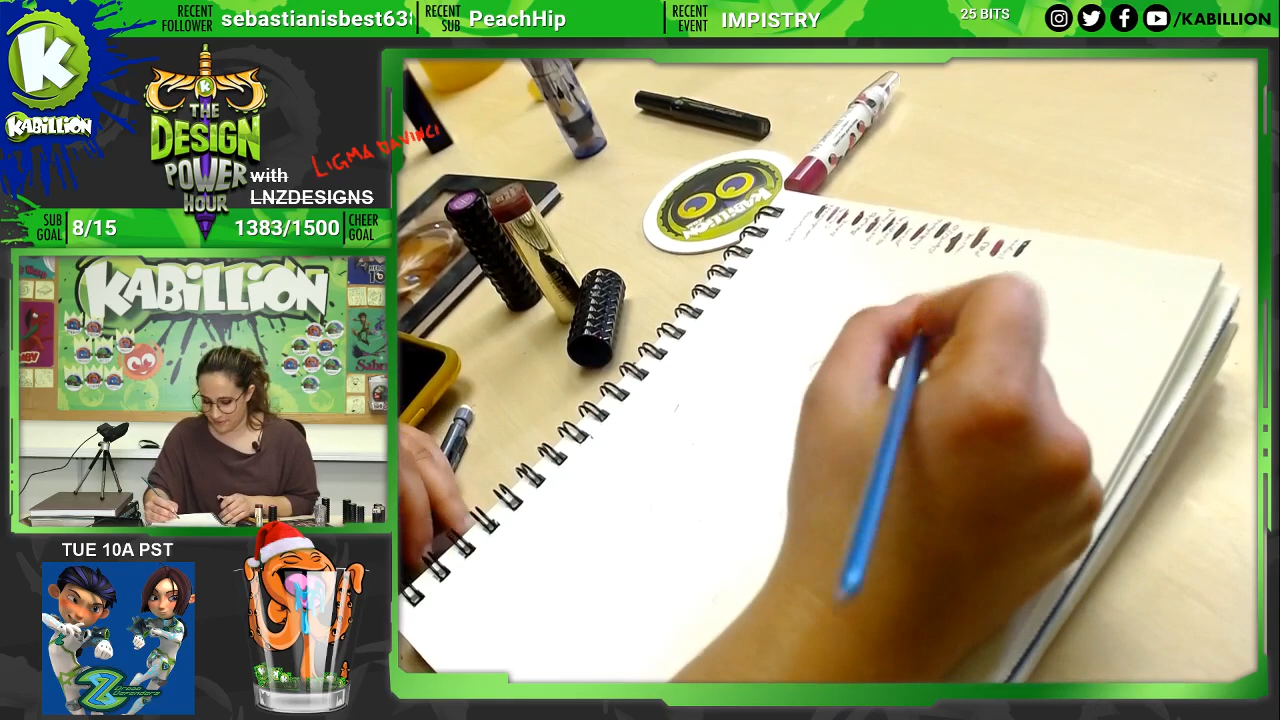 RECENT FOLLOWER sebastianisbest63
RECENT SUB PeachHip
RECENT EVENT IMPISTRY
25 BITS
/KABILLION
K
KABILLION
THE
DESIGN
POWER
HOUR
with
LNZDESIGNS
LIGMA DAVINCI
SUB GOAL 8/15
1383/1500 CHEER GOAL
KABILLION
KABILLION
TUE 10A PST